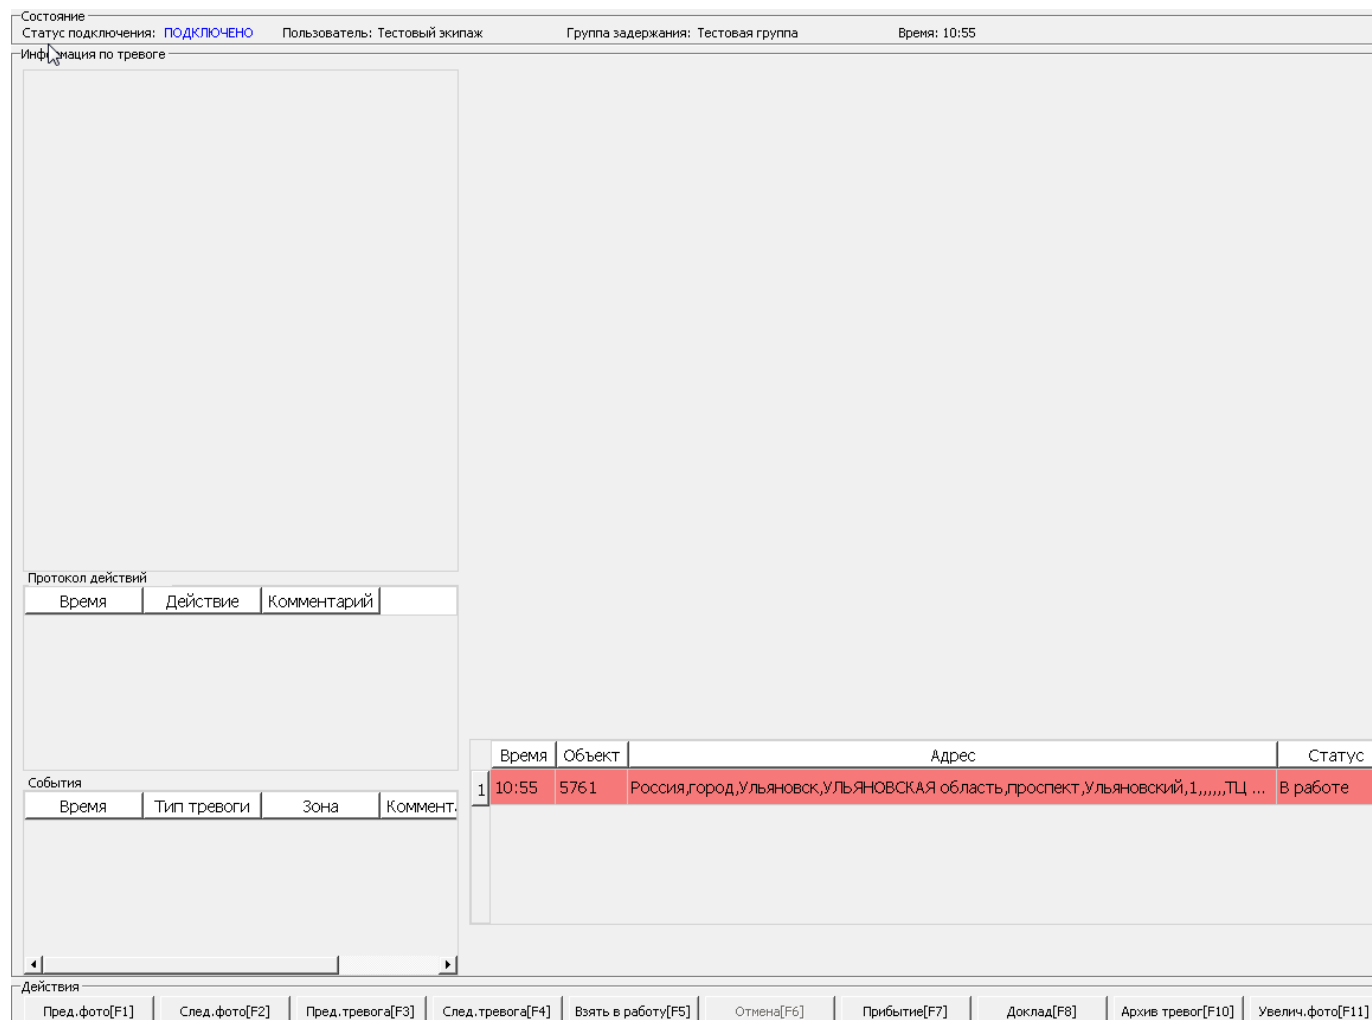 Состояние
Статус подключения: ПОДКЛЮЧЕНО Пользователь: Тестовый экипаж Группа задержания: Тестовая группа Время: 10:55
Информация по тревоге
Протокол действий
Время Действие Комментарий
События
Время Тип тревоги Зона Коммент.
Время Объект Адрес Статус
1 10:55 5761 Россия,город,Ульяновск,УЛЬЯНОВСКАЯ область,проспект,Ульяновский,1,,,,,,ТЦ ... В работе
Действия
Пред.фото[F1] След.фото[F2] Пред.тревога[F3] След.тревога[F4] Взять в работу[F5] Отмена[F6] Прибытие[F7] Доклад[F8] Архив тревог[F10] Увелич.фото[F11]